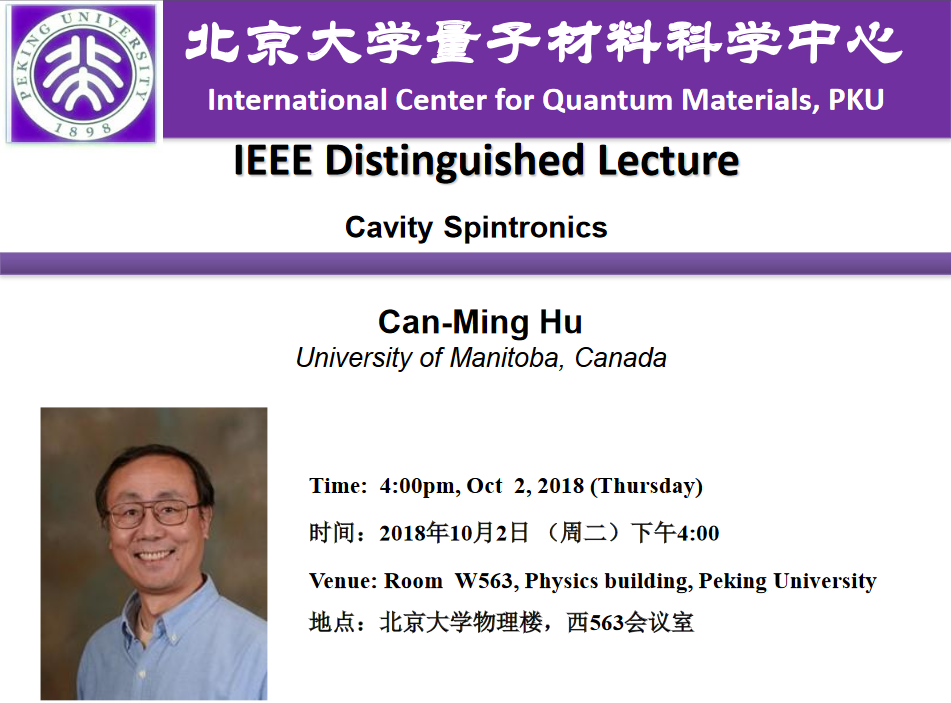 PEKING UNIVERSITY
1898
北京大学量子材料科学中心
International Center for Quantum Materials, PKU
IEEE Distinguished Lecture
Cavity Spintronics
Can-Ming Hu
University of Manitoba, Canada
Time: 4:00pm, Oct 2, 2018 (Thursday)
时间：2018年10月2日 （周二）下午4:00
Venue: Room W563, Physics building, Peking University
地点：北京大学物理楼，西563会议室